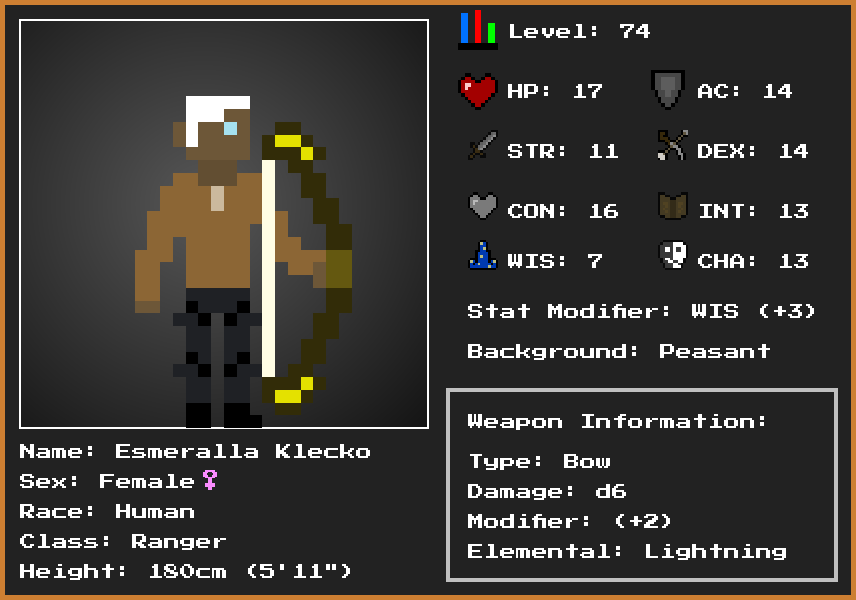 Level: 74
HP: 17
AC: 14
STR: 11
DEX: 14
CON: 16
INT: 13
WIS: 7
CHA: 13
Stat Modifier: WIS (+3)
Background: Peasant
Name: Esmeralla Klecko
Sex: Female♀
Race: Human
Class: Ranger
Height: 180cm (5'11")
Weapon Information:
Type: Bow
Damage: d6
Modifier: (+2)
Elemental: Lightning